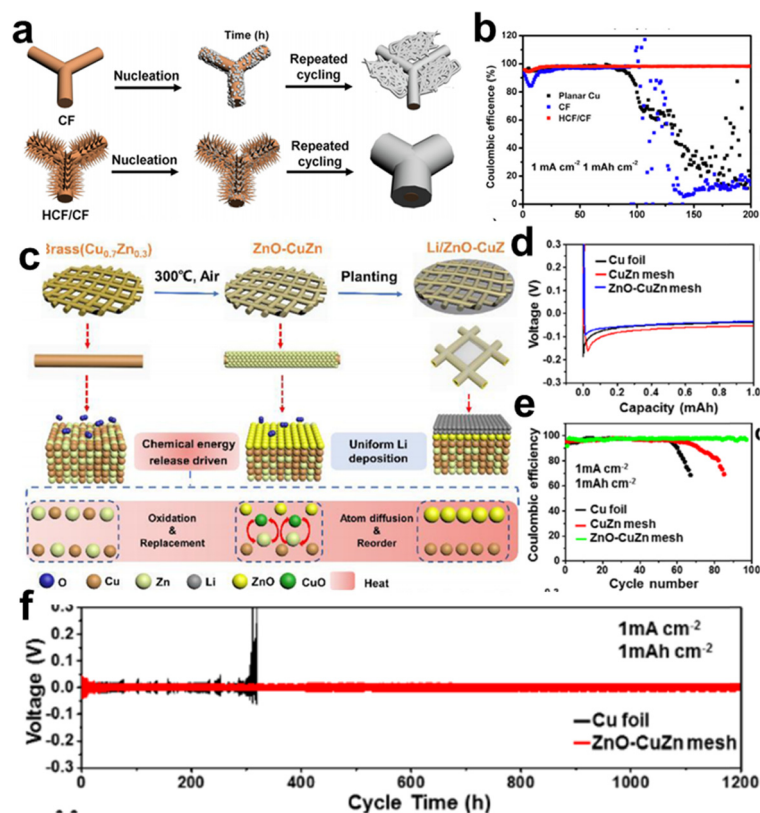 a
Nucleation
Time (h)
Repeated
cycling
CF
Nucleation
Repeated
cycling
HCF/CF
b
Coulombic efficence (%)
120
100
80
60
40
20
0
Planar Cu
CF
HCF/CF
1 mA cm-2 1 mAh cm-2
0
50
100
150
200
c
Brass(Cu0.7Zn0.3)
300℃, Air
ZnO-CuZn
Planting
Li/ZnO-CuZ
Chemical energy
release driven
Uniform Li
deposition
Oxidation
&
Replacement
Atom diffusion
&
Reorder
O
Cu
Zn
Li
ZnO
CuO
Heat
d
Voltage (V)
0.3
0.2
0.1
0.0
-0.1
-0.2
-0.3
Cu foil
CuZn mesh
ZnO-CuZn mesh
0.0
0.2
0.4
0.6
0.8
1.0
Capacity (mAh)
e
Coulombic efficiency
100
80
60
40
20
0
1mA cm-2
1mAh cm-2
Cu foil
CuZn mesh
ZnO-CuZn mesh
0
20
40
60
80
100
Cycle number
f
Voltage (V)
0.3
0.2
0.1
0.0
-0.1
-0.2
-0.3
1mA cm-2
1mAh cm-2
Cu foil
ZnO-CuZn mesh
0
200
400
600
800
1000
1200
Cycle Time (h)